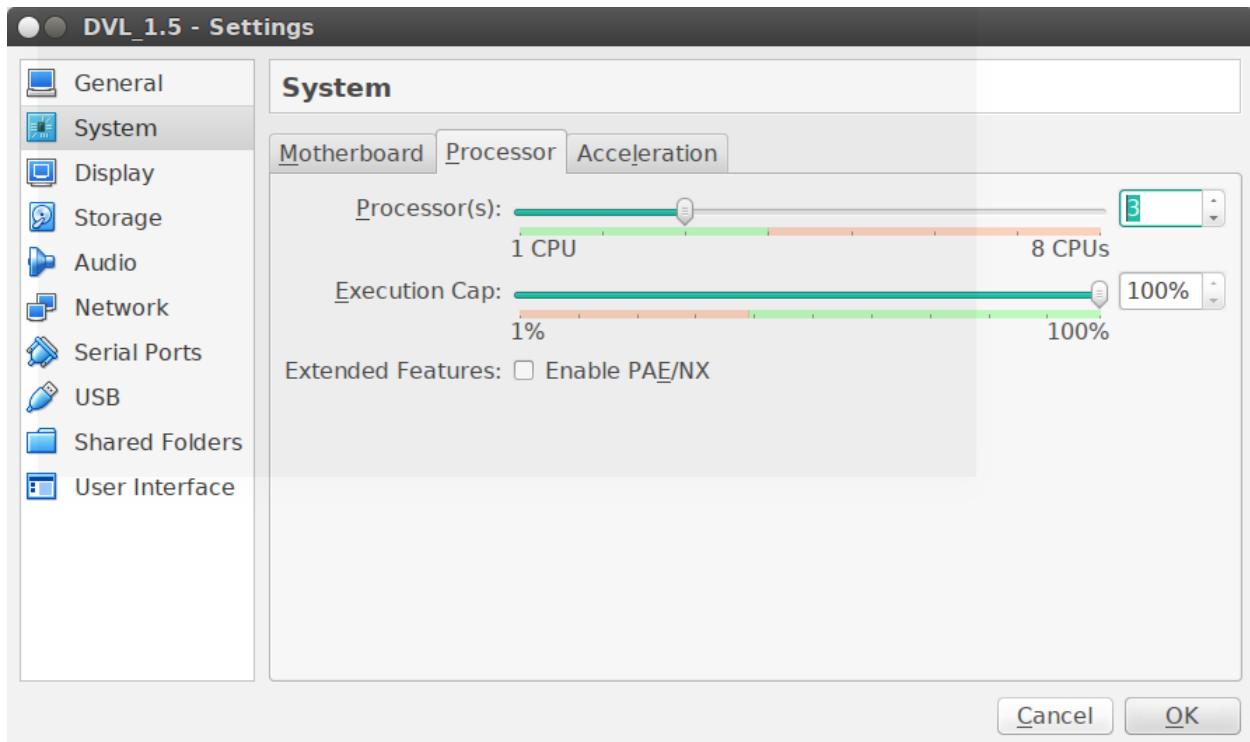 DVL_1.5 - Settings
General
System
Display
Storage
Audio
Network
Serial Ports
USB
Shared Folders
User Interface
System
Motherboard Processor Acceleration
Processor(s): 3
1 CPU 8 CPUs
Execution Cap: 100%
1% 100%
Extended Features: Enable PAE/NX
Cancel OK